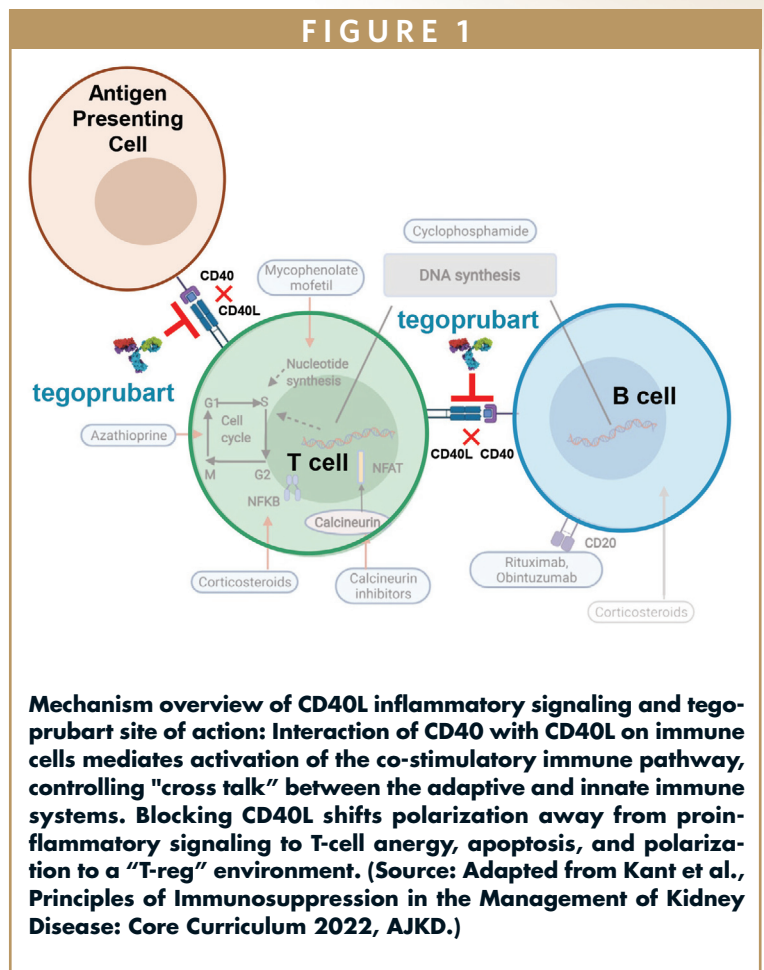 FIGURE 1
Antigen
Presenting
Cell
Cyclophosphamide
DNA synthesis
CD40
CD40L
Mycophenolate
mofetil
tegoprubart
tegoprubart
Nucleotide
synthesis
B cell
G1
S
Cell
cycle
Azathioprine
T cell
CD40L CD40
M
G2
NFAT
NFKB
Calcineurin
CD20
Rituximab,
Obintuzumab
Corticosteroids
Calcineurin
inhibitors
Corticosteroids
Mechanism overview of CD40L inflammatory signaling and tego-
prubart site of action: Interaction of CD40 with CD40L on immune
cells mediates activation of the co-stimulatory immune pathway,
controlling "cross talk” between the adaptive and innate immune
systems. Blocking CD40L shifts polarization away from proin-
flammatory signaling to T-cell anergy, apoptosis, and polariza-
tion to a “T-reg” environment. (Source: Adapted from Kant et al.,
Principles of Immunosuppression in the Management of Kidney
Disease: Core Curriculum 2022, AJKD.)